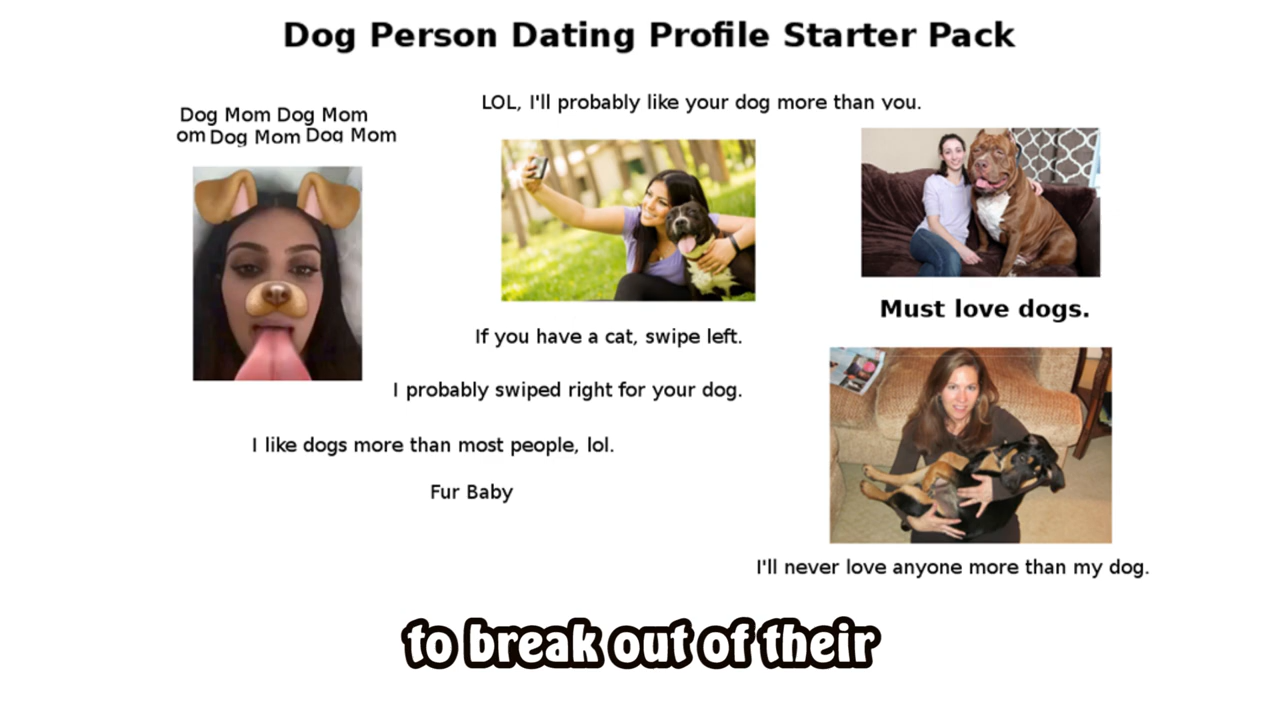 Dog Person Dating Profile Starter Pack
LOL, I'll probably like your dog more than you.
Dog Mom Dog Mom
om Dog Mom Dog Mom
If you have a cat, swipe left.
Must love dogs.
I probably swiped right for your dog.
I like dogs more than most people, lol.
Fur Baby
I'll never love anyone more than my dog.
to break out of their